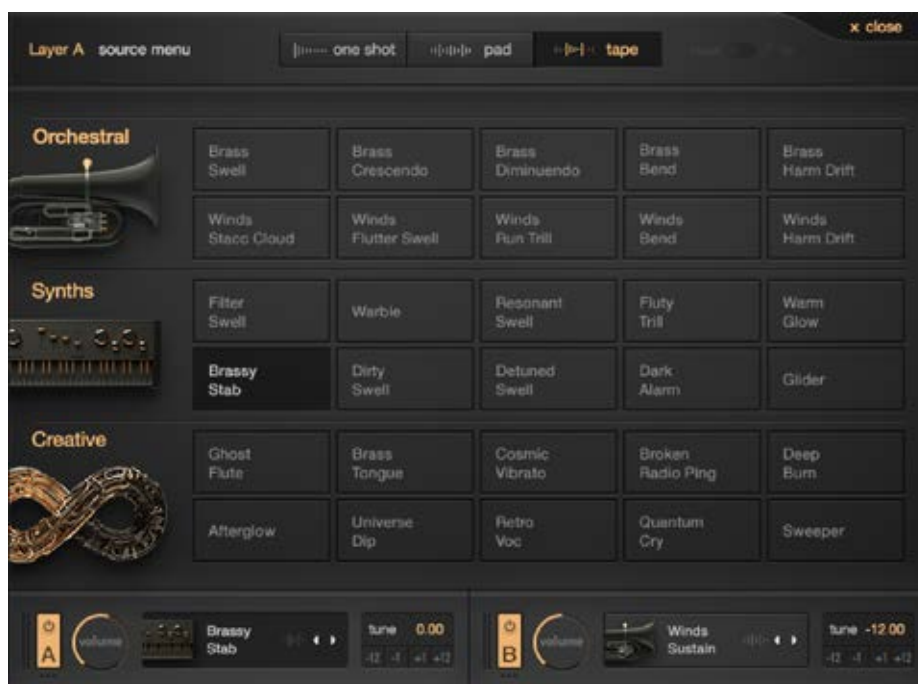 Layer A source menu
one shot
pad
tape
x close
Orchestral
Brass
Swell
Brass
Crescendo
Brass
Diminuendo
Brass
Bend
Brass
Harm Drift
Winds
Stacc Cloud
Winds
Flutter Swell
Winds
Run Trill
Winds
Bend
Winds
Harm Drift
Synths
Filter
Swell
Warble
Resonant
Swell
Fluty
Trill
Warm
Glow
Brassy
Stab
Dirty
Swell
Detuned
Swell
Dark
Alarm
Glider
Creative
Ghost
Flute
Brass
Tongue
Cosmic
Vibrato
Broken
Radio Ping
Deep
Burn
Afterglow
Universe
Dip
Retro
Voc
Quantum
Cry
Sweeper
A
volume
Brassy
Stab
tune 0.00
-12 -1 +1 +12
B
volume
Winds
Sustain
tune -12.00
-12 -1 +1 +12